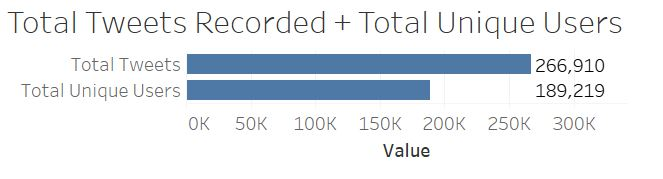 Total Tweets Recorded + Total Unique Users
Total Tweets 266,910
Total Unique Users 189,219
0K 50K 100K 150K 200K 250K 300K
Value